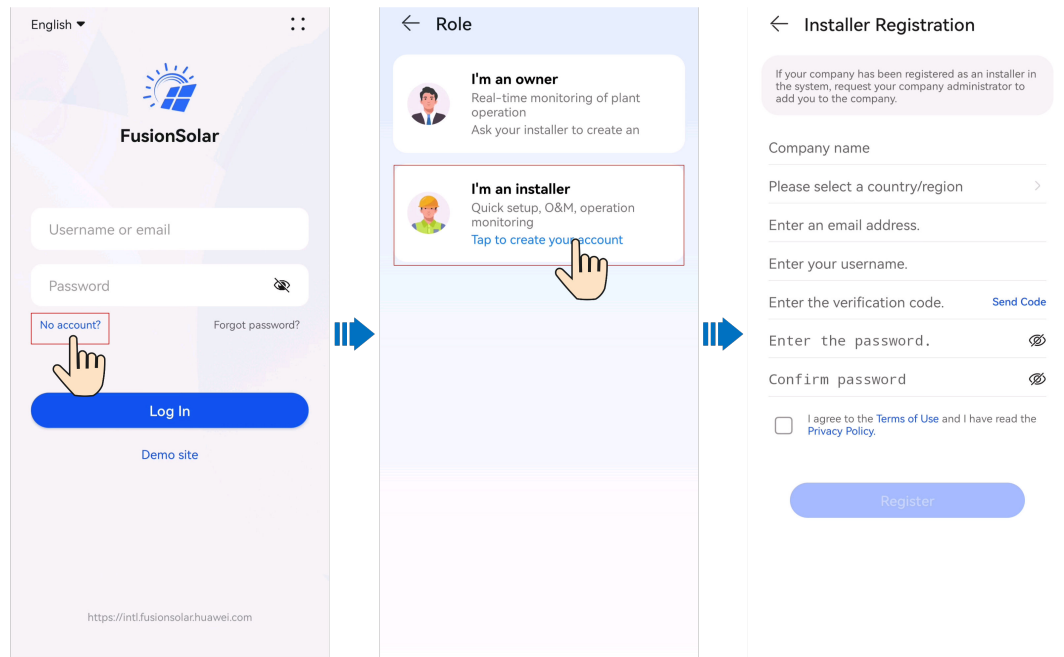 English
FusionSolar
Username or email
Password
No account?
Forgot password?
Log In
Demo site
https://intl.fusionsolar.huawei.com
Role
I'm an owner
Real-time monitoring of plant
operation
Ask your installer to create an
I'm an installer
Quick setup, O&M, operation
monitoring
Tap to create your account
Installer Registration
If your company has been registered as an installer in
the system, request your company administrator to
add you to the company.
Company name
Please select a country/region
Enter an email address.
Enter your username.
Enter the verification code. Send Code
Enter the password.
Confirm password
I agree to the Terms of Use and I have read the
Privacy Policy.
Register